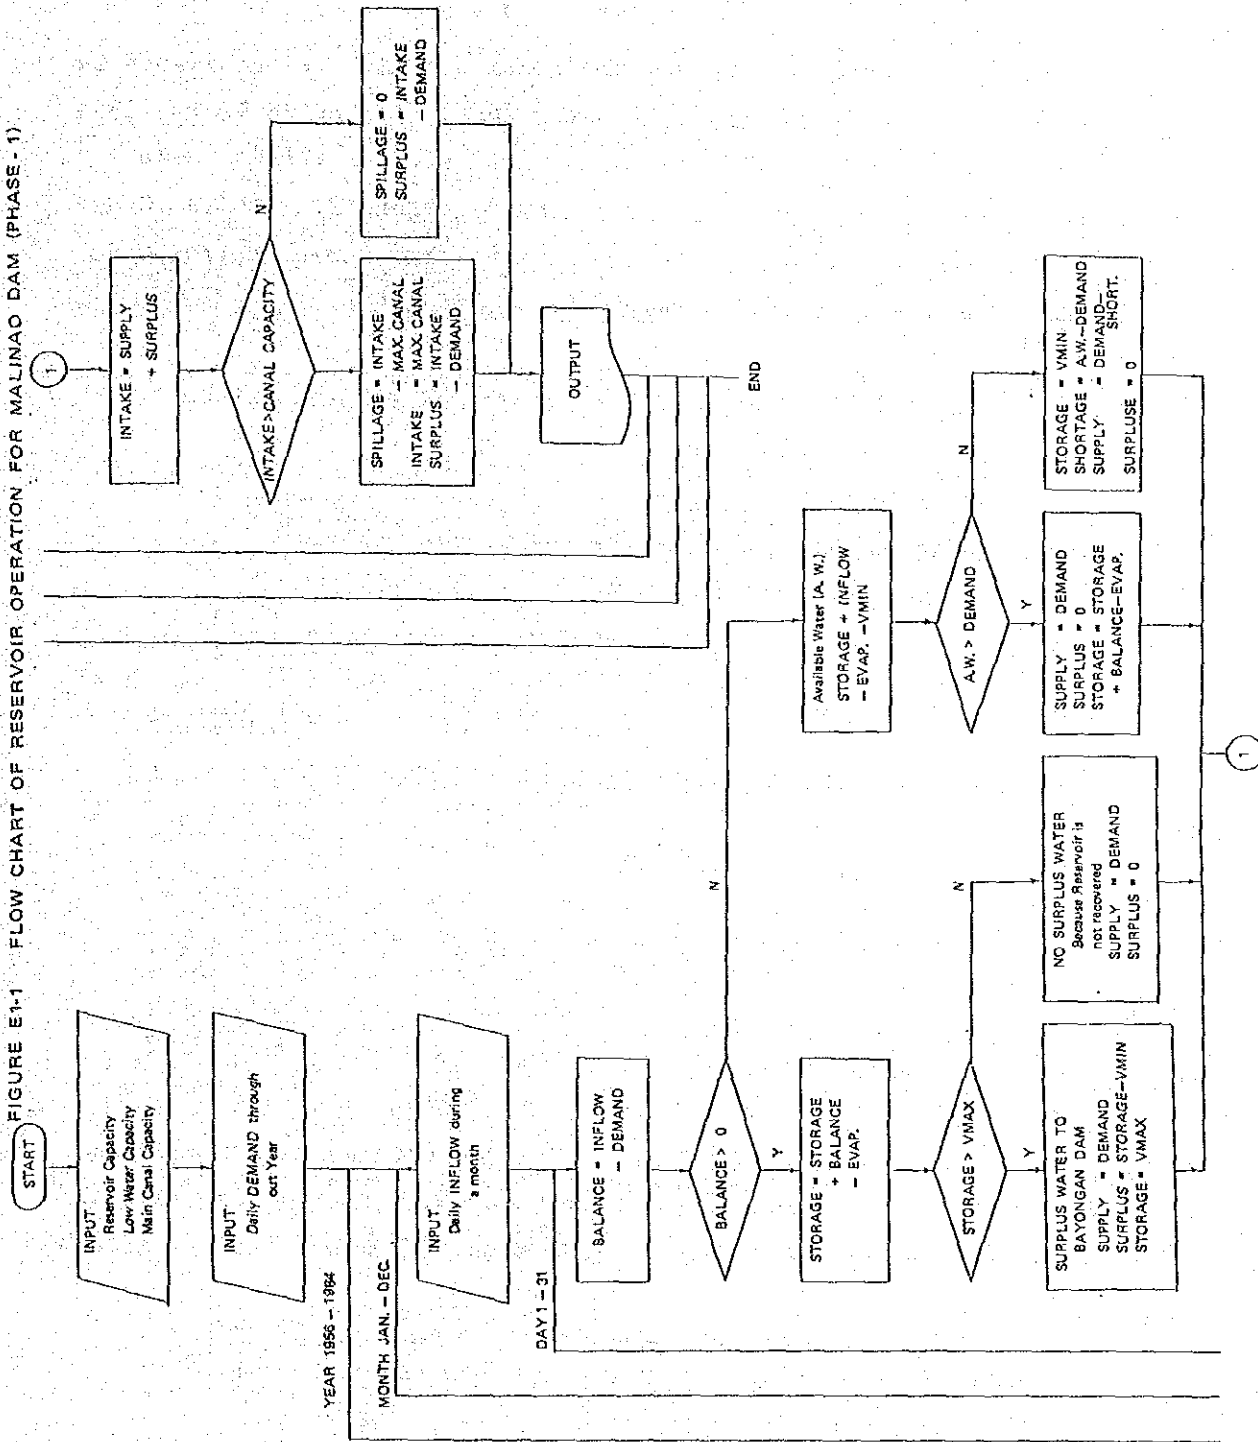 FIGURE E1-1 FLOW CHART OF RESERVOIR OPERATION FOR MALINAO DAM (PHASE - 1)
START
INPUT
Reservoir Capacity
Low Water Capacity
Main Canal Capacity
INPUT
Daily DEMAND through
out Year
YEAR 1956 – 1984
MONTH JAN. – DEC.
INPUT
Daily INFLOW during
a month
DAY 1 – 31
BALANCE = INFLOW
– DEMAND
BALANCE > 0
N
Y
STORAGE = STORAGE
+ BALANCE
– EVAP.
STORAGE > VMAX
N
Y
SURPLUS WATER TO
BAYONGAN DAM
SUPPLY = DEMAND
SURPLUS = STORAGE–VMIN
STORAGE = VMAX
NO SURPLUS WATER
Because Reservoir is
not recovered
SUPPLY = DEMAND
SURPLUS = 0
Available Water (A. W.)
STORAGE + INFLOW
– EVAP. –VMIN
A.W. > DEMAND
N
Y
SUPPLY = DEMAND
SURPLUS = 0
STORAGE = STORAGE
+ BALANCE–EVAP.
STORAGE = VMIN
SHORTAGE = A.W.–DEMAND
SUPPLY = DEMAND–
SHORT.
SURPLUSE = 0
1
1
INTAKE = SUPPLY
+ SURPLUS
INTAKE>CANAL CAPACITY
N
SPILLAGE = INTAKE
– MAX. CANAL
INTAKE = MAX. CANAL
SURPLUS = INTAKE
– DEMAND
SPILLAGE = 0
SURPLUS = INTAKE
– DEMAND
OUTPUT
END